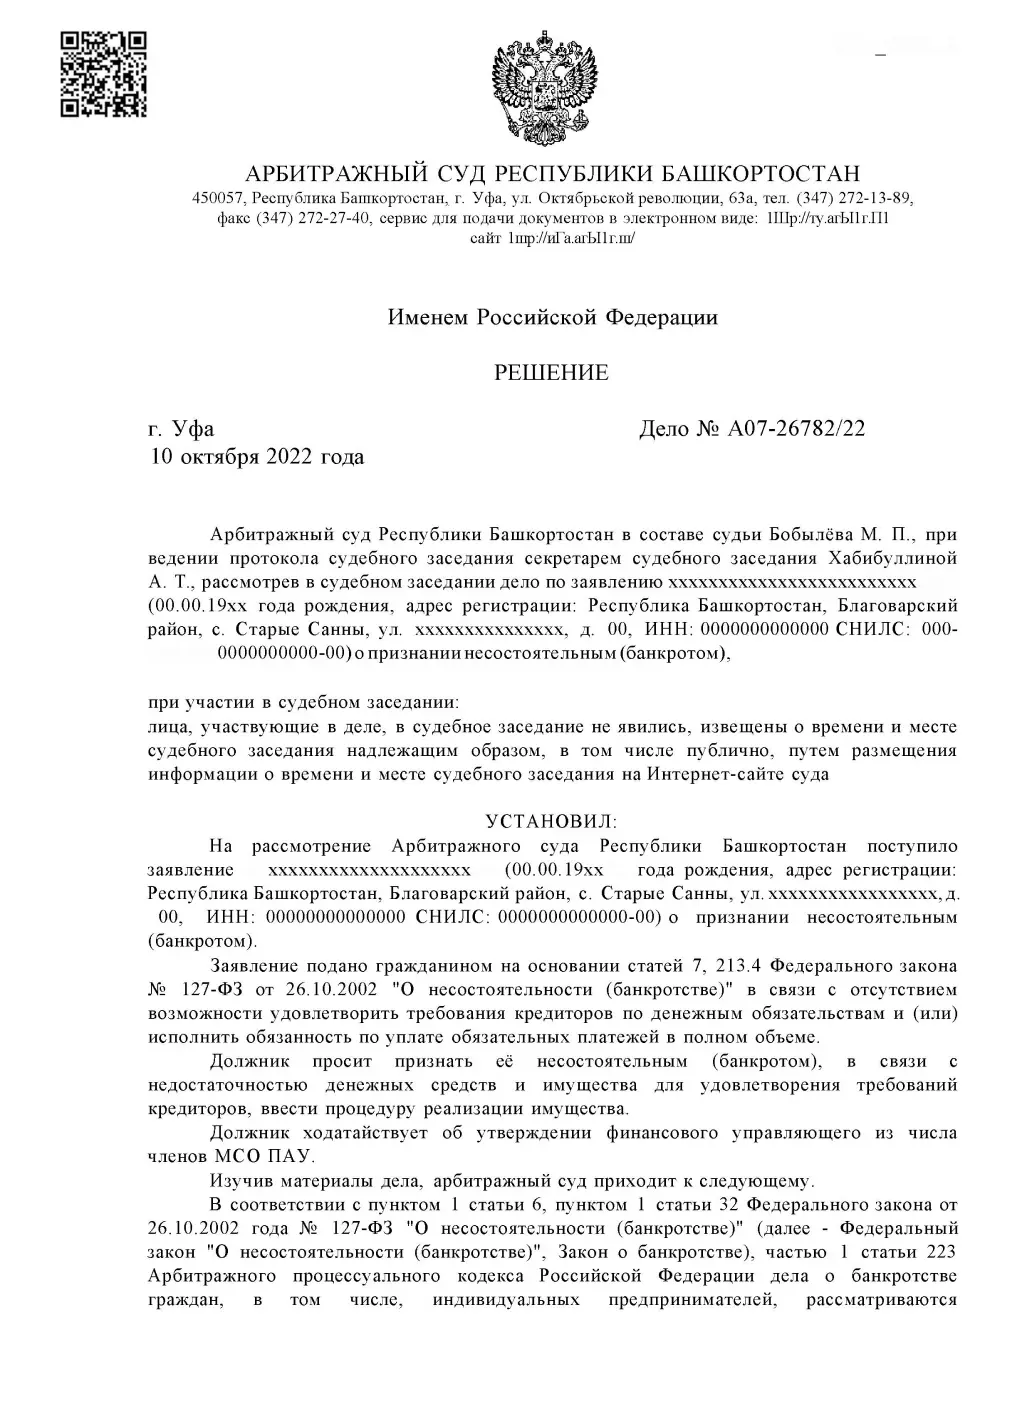 АРБИТРАЖНЫЙ СУД РЕСПУБЛИКИ БАШКОРТОСТАН
450057, Республика Башкортостан, г. Уфа, ул. Октябрьской революции, 63а, тел. (347) 272-13-89,
факс (347) 272-27-40, сервис для подачи документов в электронном виде: 1Шр://ту.агЫ1г.П1
сайт 1шр://иГа.агЫ1г.ш/
Именем Российской Федерации
РЕШЕНИЕ
г. Уфа Дело № А07-26782/22
10 октября 2022 года
Арбитражный суд Республики Башкортостан в составе судьи Бобылёва М. П., при
ведении протокола судебного заседания секретарем судебного заседания Хабибуллиной
А. Т., рассмотрев в судебном заседании дело по заявлению xxxxxxxxxxxxxxxxxxxxxxxxx
(00.00.19xx года рождения, адрес регистрации: Республика Башкортостан, Благоварский
район, с. Старые Санны, ул. xxxxxxxxxxxxxxx, д. 00, ИНН: 0000000000000 СНИЛС: 000-
0000000000-00) о признании несостоятельным (банкротом),
при участии в судебном заседании:
лица, участвующие в деле, в судебное заседание не явились, извещены о времени и месте
судебного заседания надлежащим образом, в том числе публично, путем размещения
информации о времени и месте судебного заседания на Интернет-сайте суда
УСТАНОВИЛ:
На рассмотрение Арбитражного суда Республики Башкортостан поступило
заявление xxxxxxxxxxxxxxxxxxxx (00.00.19xx года рождения, адрес регистрации:
Республика Башкортостан, Благоварский район, с. Старые Санны, ул. xxxxxxxxxxxxxxxxx, д.
00, ИНН: 00000000000000 СНИЛС: 0000000000000-00) о признании несостоятельным
(банкротом).
Заявление подано гражданином на основании статей 7, 213.4 Федерального закона
№ 127-ФЗ от 26.10.2002 "О несостоятельности (банкротстве)" в связи с отсутствием
возможности удовлетворить требования кредиторов по денежным обязательствам и (или)
исполнить обязанность по уплате обязательных платежей в полном объеме.
Должник просит признать её несостоятельным (банкротом), в связи с
недостаточностью денежных средств и имущества для удовлетворения требований
кредиторов, ввести процедуру реализации имущества.
Должник ходатайствует об утверждении финансового управляющего из числа
членов МСО ПАУ.
Изучив материалы дела, арбитражный суд приходит к следующему.
В соответствии с пунктом 1 статьи 6, пунктом 1 статьи 32 Федерального закона от
26.10.2002 года № 127-ФЗ "О несостоятельности (банкротстве)" (далее - Федеральный
закон "О несостоятельности (банкротстве)", Закон о банкротстве), частью 1 статьи 223
Арбитражного процессуального кодекса Российской Федерации дела о банкротстве
граждан, в том числе, индивидуальных предпринимателей, рассматриваются